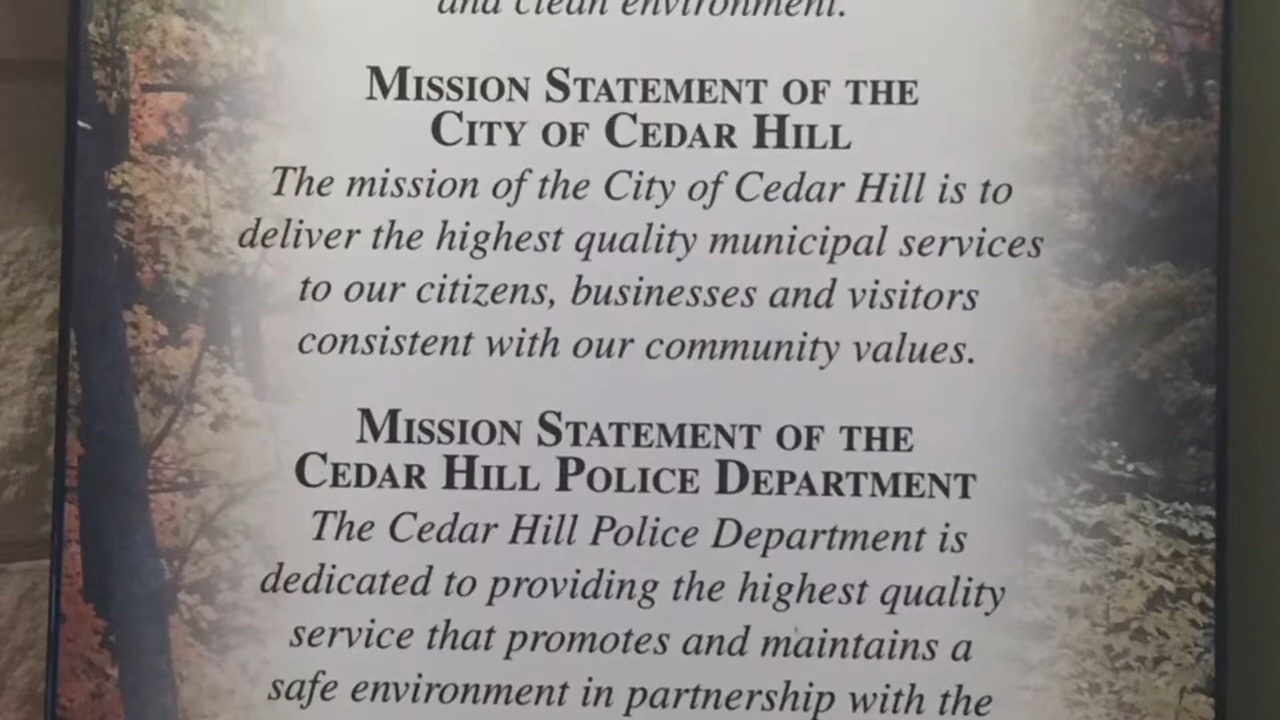 and clean environment.
MISSION STATEMENT OF THE
CITY OF CEDAR HILL
The mission of the City of Cedar Hill is to
deliver the highest quality municipal services
to our citizens, businesses and visitors
consistent with our community values.
MISSION STATEMENT OF THE
CEDAR HILL POLICE DEPARTMENT
The Cedar Hill Police Department is
dedicated to providing the highest quality
service that promotes and maintains a
safe environment in partnership with the